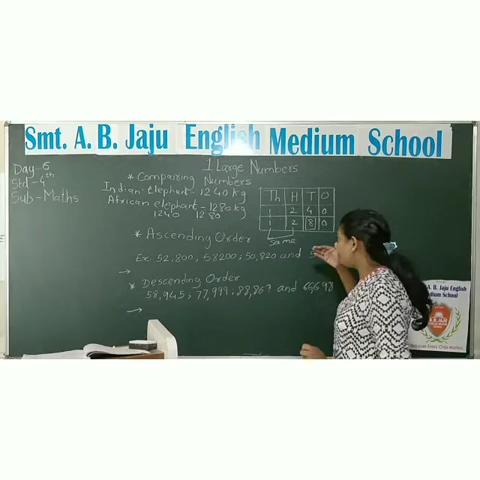 Smt. A. B. Jaju English Medium School
Day-6
Std-4th
Sub-Maths
1 Large Numbers
* Comparing Numbers
Indian elephant - 1240 kg
African elephant - 1280 kg
1240 1280
Th H T O
1 2 4 0
1 2 8 0
Same
* Ascending Order
Ex. 52,800, 58200, 50,820 and
→
* Descending Order
58,945, 77,999, 88,867 and 66,698
→
A. B. Jaju English
Medium School